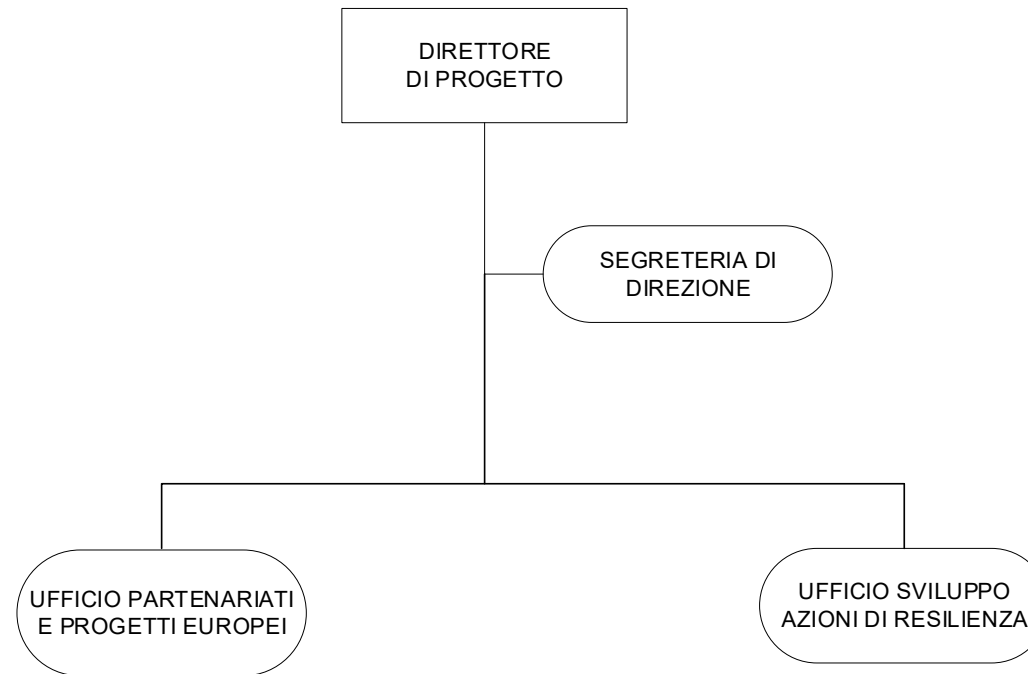 DIRETTORE
DI PROGETTO
SEGRETERIA DI
DIREZIONE
UFFICIO PARTENARIATI
E PROGETTI EUROPEI
UFFICIO SVILUPPO
AZIONI DI RESILIENZA